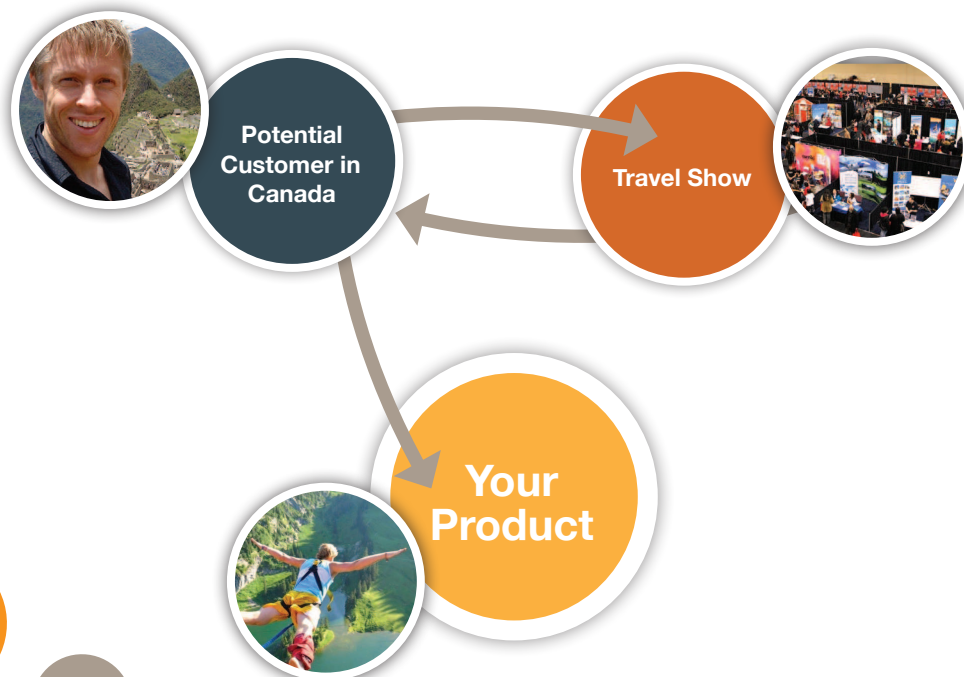 Potential
Customer in
Canada
Travel Show
Your
Product